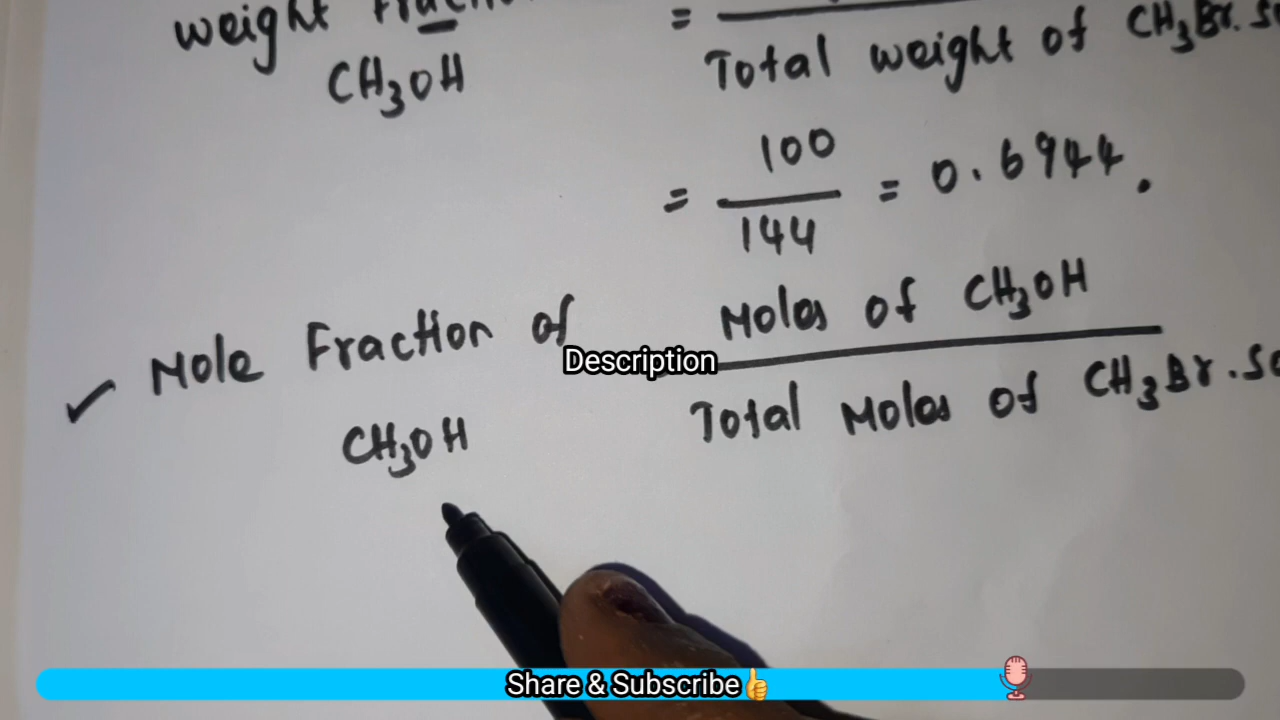 weight
=
Total weight of CH3Br.
CH3OH
= 100 / 144 = 0.6944.
Moles of CH3OH
Mole Fraction of
Description
Total Moles of CH3Br.
CH3OH
Share & Subscribe👍